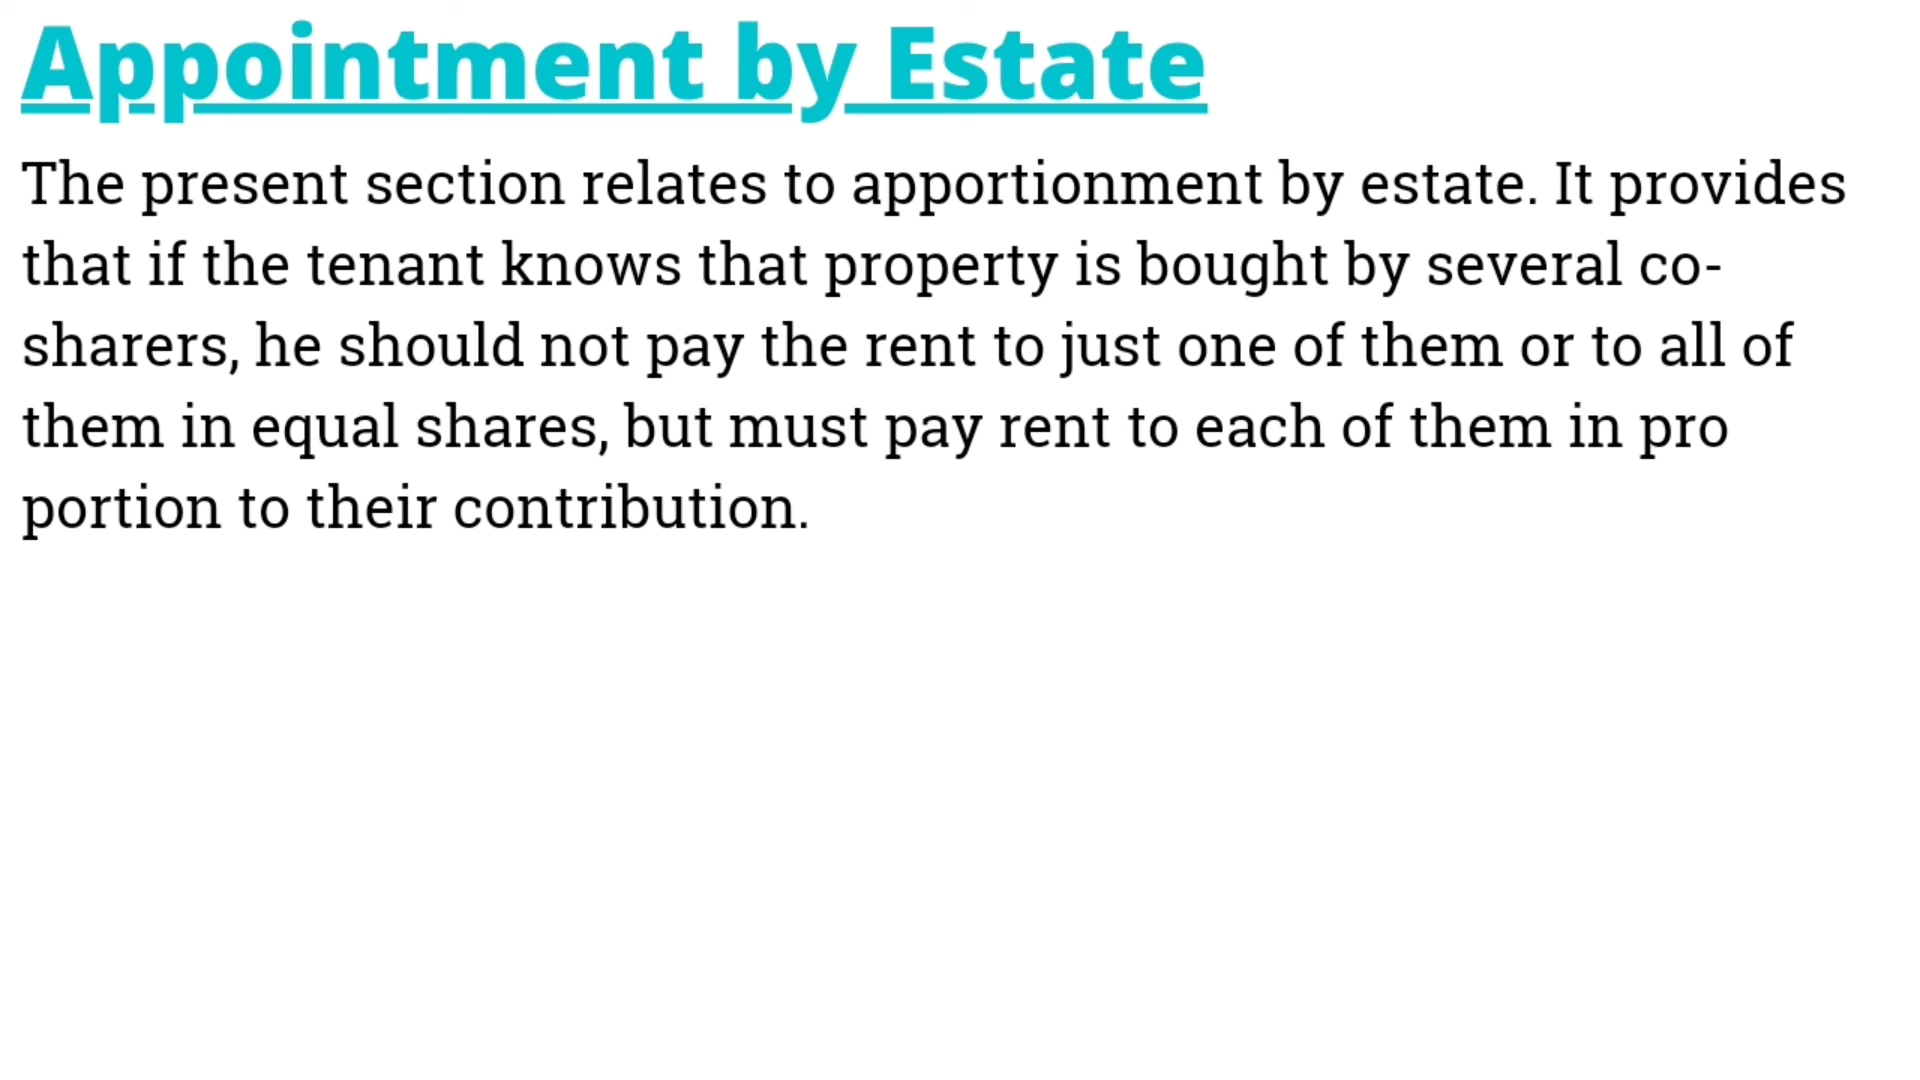 Appointment by Estate
The present section relates to apportionment by estate. It provides
that if the tenant knows that property is bought by several co-
sharers, he should not pay the rent to just one of them or to all of
them in equal shares, but must pay rent to each of them in pro
portion to their contribution.